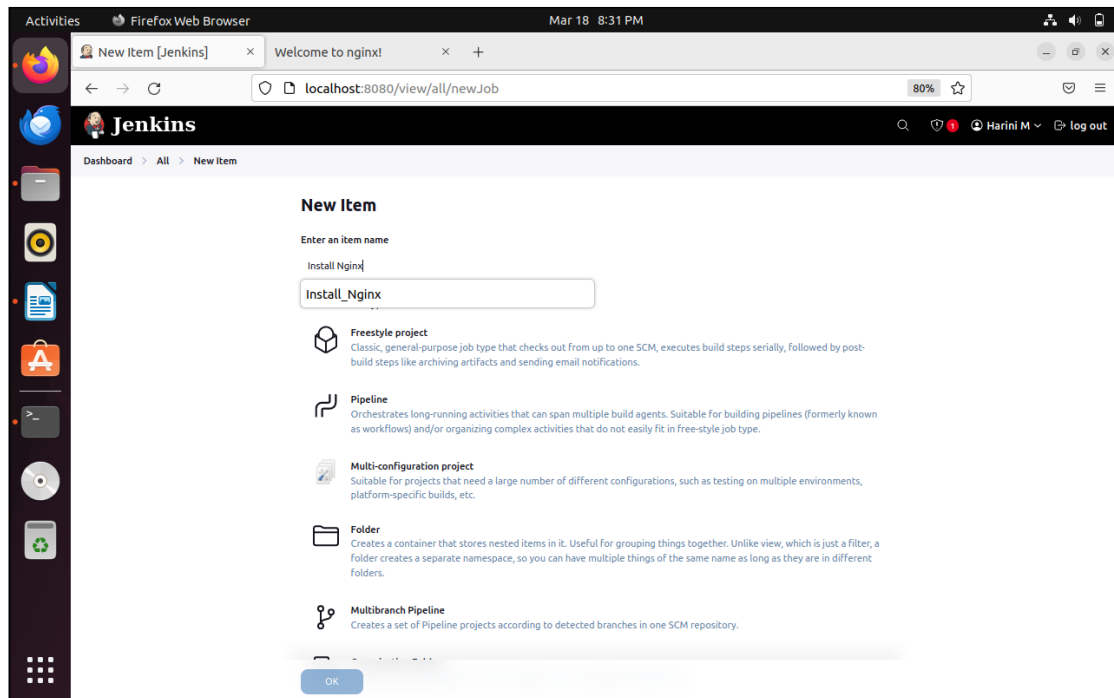 Activities
Firefox Web Browser
Mar 18 8:31 PM
New Item [Jenkins]
Welcome to nginx!
localhost:8080/view/all/newJob
80%
Jenkins
1
Harini M
log out
Dashboard > All > New Item
New Item
Enter an item name
Install Nginx
Install_Nginx
Freestyle project
Classic, general-purpose job type that checks out from up to one SCM, executes build steps serially, followed by post-
build steps like archiving artifacts and sending email notifications.
Pipeline
Orchestrates long-running activities that can span multiple build agents. Suitable for building pipelines (formerly known
as workflows) and/or organizing complex activities that do not easily fit in free-style job type.
Multi-configuration project
Suitable for projects that need a large number of different configurations, such as testing on multiple environments,
platform-specific builds, etc.
Folder
Creates a container that stores nested items in it. Useful for grouping things together. Unlike view, which is just a filter, a
folder creates a separate namespace, so you can have multiple things of the same name as long as they are in different
folders.
Multibranch Pipeline
Creates a set of Pipeline projects according to detected branches in one SCM repository.
OK